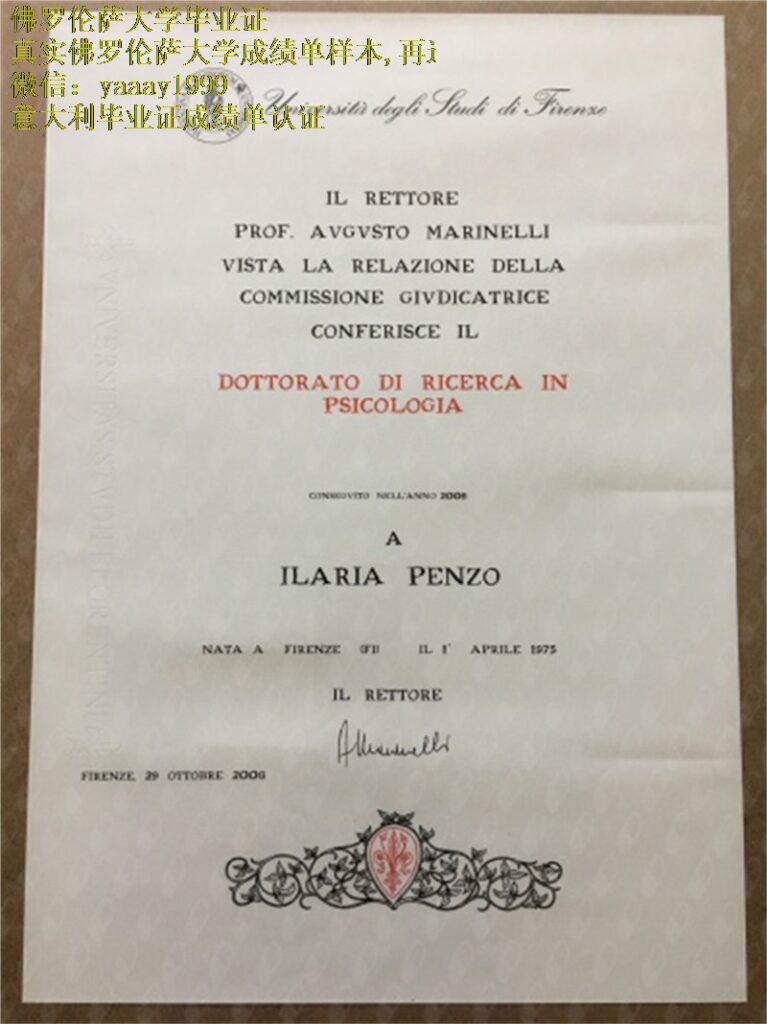 佛罗伦萨大学毕业证
真实佛罗伦萨大学成绩单样本,再
微信：yaaay1999
意大利毕业证成绩单认证
Università degli Studi di Firenze
IL RETTORE
PROF. AVGVSTO MARINELLI
VISTA LA RELAZIONE DELLA
COMMISSIONE GIVDICATRICE
CONFERISCE IL
DOTTORATO DI RICERCA IN
PSICOLOGIA
CONSEGVITO NELL'ANNO 2006
A
ILARIA PENZO
NATA A FIRENZE (FI) IL 1° APRILE 1975
IL RETTORE
AMarinelli
FIRENZE, 29 OTTOBRE 2006